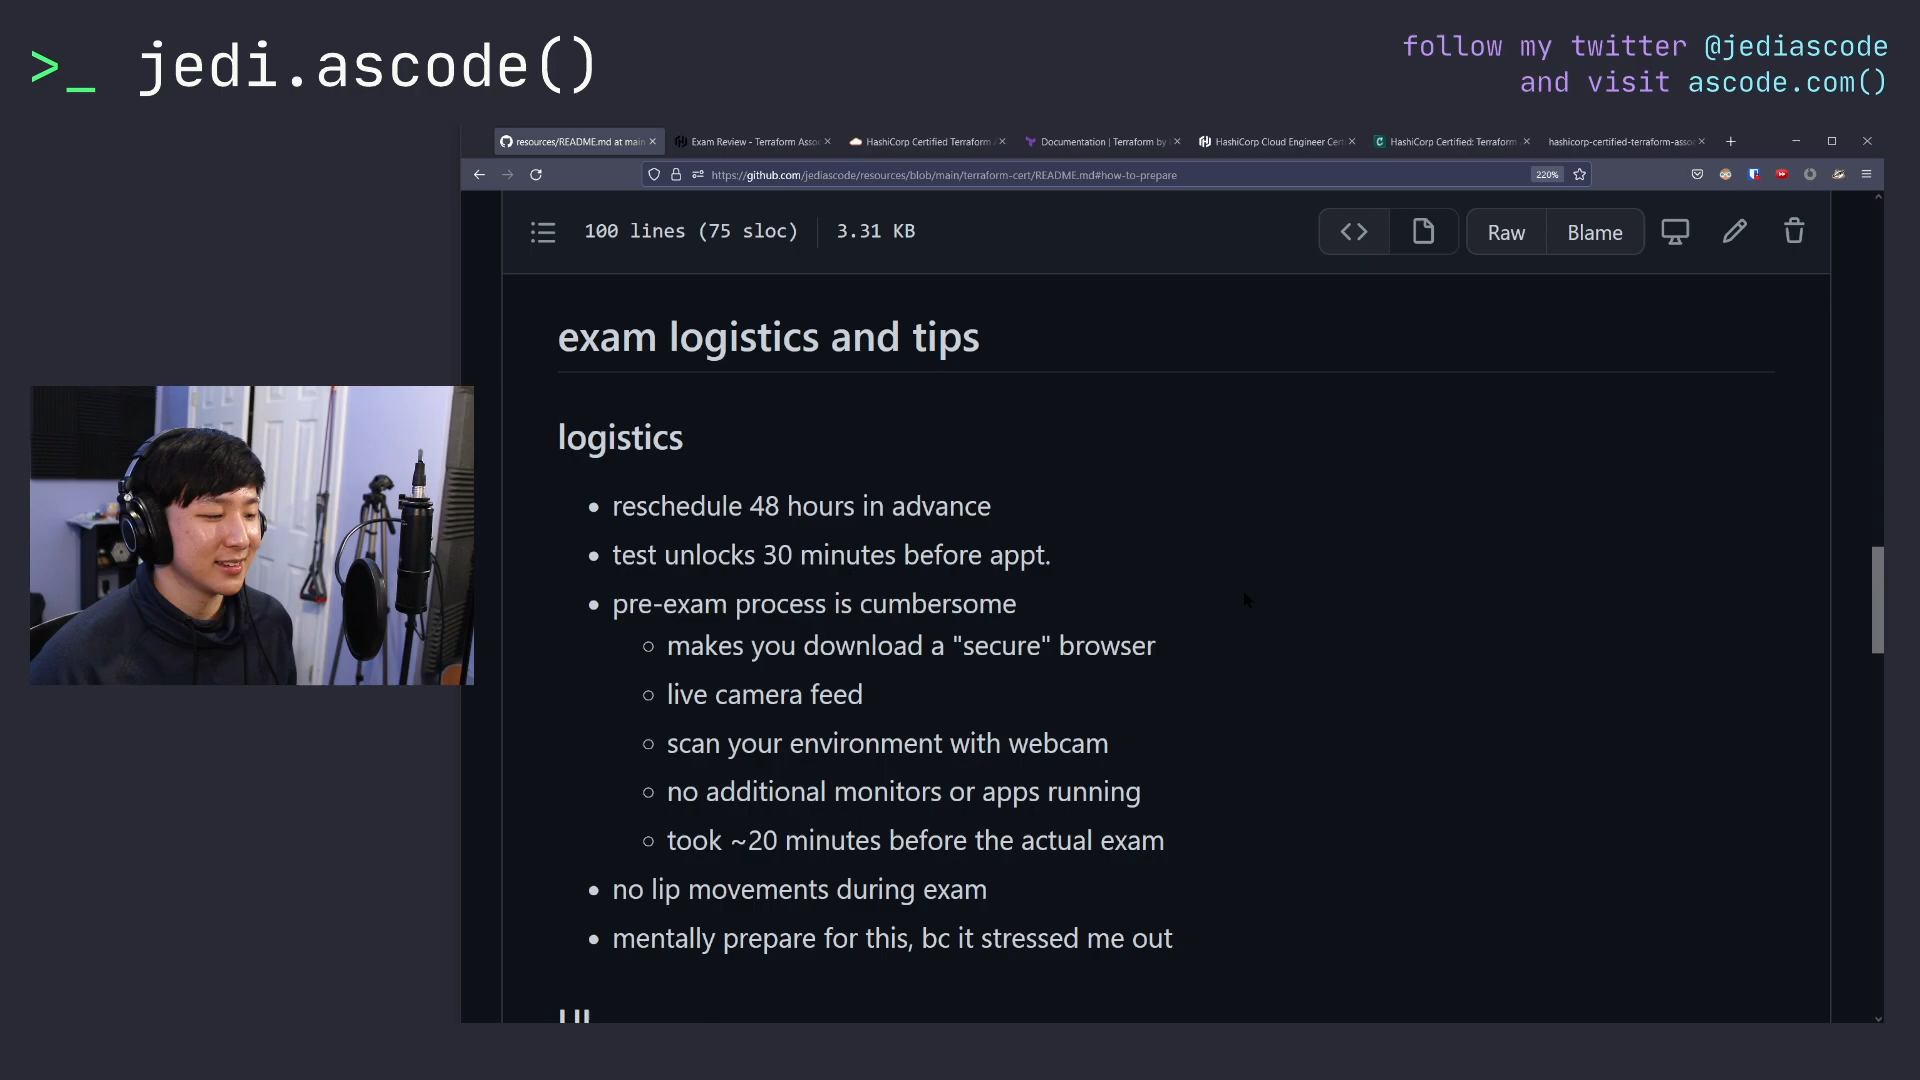 >_ jedi.ascode()
follow my twitter @jediascode
and visit ascode.com()
resources/README.md at main
Exam Review - Terraform Asso
HashiCorp Certified Terraform
Documentation | Terraform by
HashiCorp Cloud Engineer Cert
HashiCorp Certified: Terraform
hashicorp-certified-terraform-asso
https://github.com/jediascode/resources/blob/main/terraform-cert/README.md#how-to-prepare
220%
100 lines (75 sloc)
3.31 KB
Raw
Blame
exam logistics and tips
logistics
• reschedule 48 hours in advance
• test unlocks 30 minutes before appt.
• pre-exam process is cumbersome
○ makes you download a "secure" browser
○ live camera feed
○ scan your environment with webcam
○ no additional monitors or apps running
○ took ~20 minutes before the actual exam
• no lip movements during exam
• mentally prepare for this, bc it stressed me out